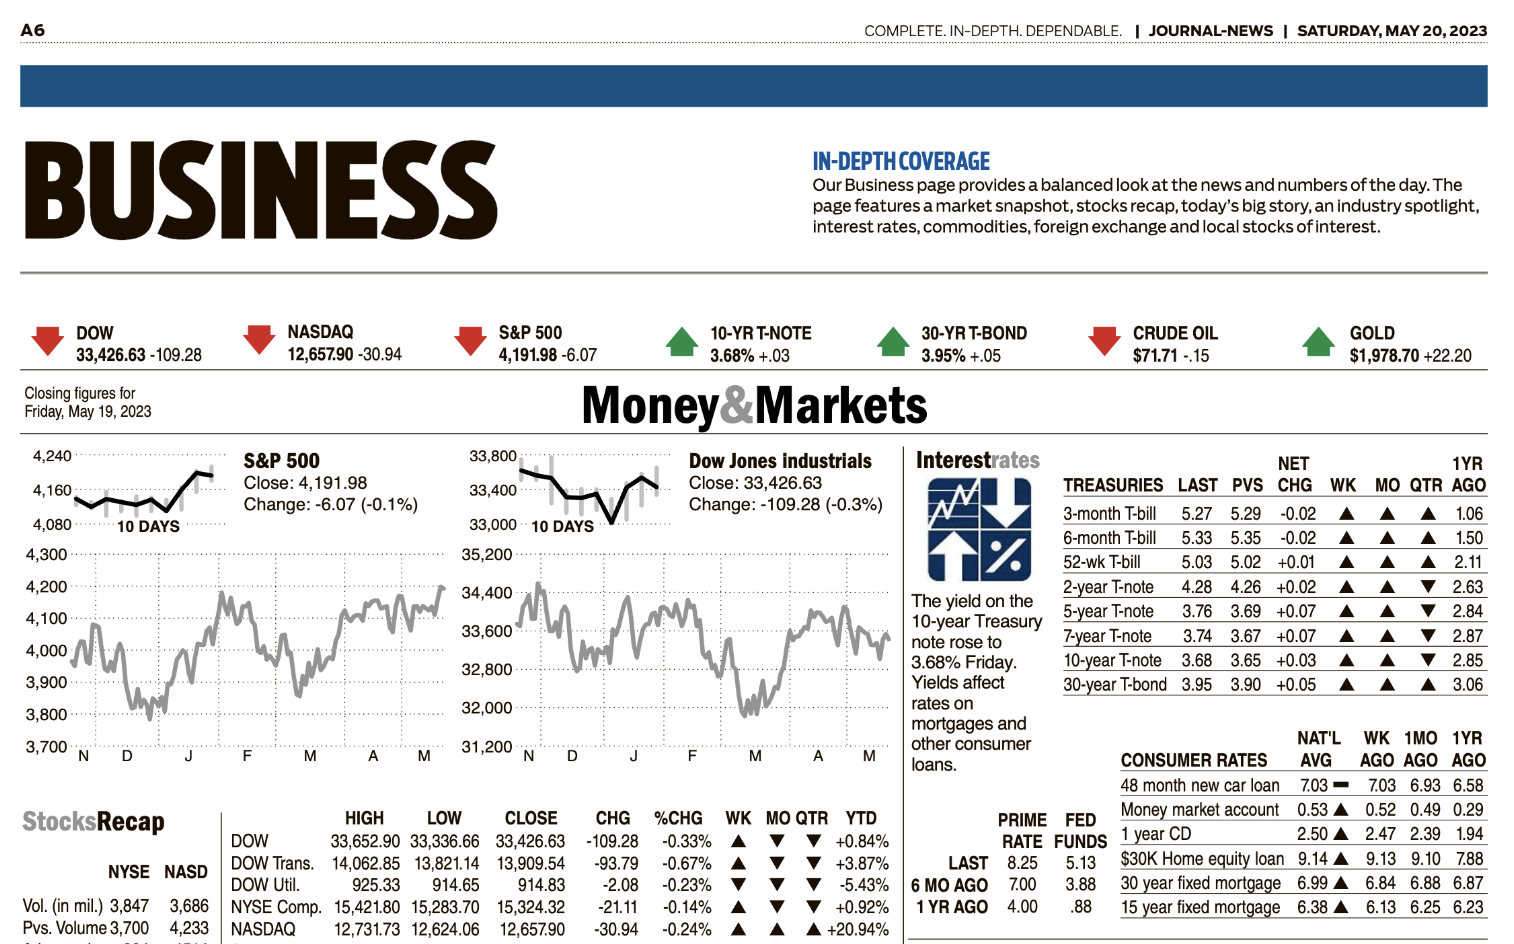 A6
COMPLETE. IN-DEPTH. DEPENDABLE. | JOURNAL-NEWS | SATURDAY, MAY 20, 2023
BUSINESS
IN-DEPTH COVERAGE
Our Business page provides a balanced look at the news and numbers of the day. The
page features a market snapshot, stocks recap, today's big story, an industry spotlight,
interest rates, commodities, foreign exchange and local stocks of interest.
DOW
33,426.63 -109.28
NASDAQ
12,657.90 -30.94
S&P 500
4,191.98 -6.07
10-YR T-NOTE
3.68% +.03
30-YR T-BOND
3.95% +.05
CRUDE OIL
$71.71 -.15
GOLD
$1,978.70 +22.20
Closing figures for
Friday, May 19, 2023
Money&Markets
4,240
4,160
4,080
10 DAYS
S&P 500
Close: 4,191.98
Change: -6.07 (-0.1%)
4,300
4,200
4,100
4,000
3,900
3,800
3,700
N D J F M A M
33,800
33,400
33,000
10 DAYS
Dow Jones industrials
Close: 33,426.63
Change: -109.28 (-0.3%)
35,200
34,400
33,600
32,800
32,000
31,200
N D J F M A M
StocksRecap
NYSE NASD
Vol. (in mil.) 3,847 3,686
Pvs. Volume 3,700 4,233
HIGH LOW CLOSE CHG %CHG WK MO QTR YTD
DOW 33,652.90 33,336.66 33,426.63 -109.28 -0.33% ▲ ▼ ▼ +0.84%
DOW Trans. 14,062.85 13,821.14 13,909.54 -93.79 -0.67% ▲ ▼ ▼ +3.87%
DOW Util. 925.33 914.65 914.83 -2.08 -0.23% ▼ ▼ ▼ -5.43%
NYSE Comp. 15,421.80 15,283.70 15,324.32 -21.11 -0.14% ▲ ▼ ▼ +0.92%
NASDAQ 12,731.73 12,624.06 12,657.90 -30.94 -0.24% ▲ ▲ ▲ +20.94%
Interestrates
%
The yield on the
10-year Treasury
note rose to
3.68% Friday.
Yields affect
rates on
mortgages and
other consumer
loans.
PRIME FED
RATE FUNDS
LAST 8.25 5.13
6 MO AGO 7.00 3.88
1 YR AGO 4.00 .88
NET 1YR
TREASURIES LAST PVS CHG WK MO QTR AGO
3-month T-bill 5.27 5.29 -0.02 ▲ ▲ ▲ 1.06
6-month T-bill 5.33 5.35 -0.02 ▲ ▲ ▲ 1.50
52-wk T-bill 5.03 5.02 +0.01 ▲ ▲ ▲ 2.11
2-year T-note 4.28 4.26 +0.02 ▲ ▲ ▼ 2.63
5-year T-note 3.76 3.69 +0.07 ▲ ▲ ▼ 2.84
7-year T-note 3.74 3.67 +0.07 ▲ ▲ ▼ 2.87
10-year T-note 3.68 3.65 +0.03 ▲ ▲ ▼ 2.85
30-year T-bond 3.95 3.90 +0.05 ▲ ▲ ▲ 3.06
NAT'L WK 1MO 1YR
CONSUMER RATES AVG AGO AGO AGO
48 month new car loan 7.03 ▬ 7.03 6.93 6.58
Money market account 0.53 ▲ 0.52 0.49 0.29
1 year CD 2.50 ▲ 2.47 2.39 1.94
$30K Home equity loan 9.14 ▲ 9.13 9.10 7.88
30 year fixed mortgage 6.99 ▲ 6.84 6.88 6.87
15 year fixed mortgage 6.38 ▲ 6.13 6.25 6.23